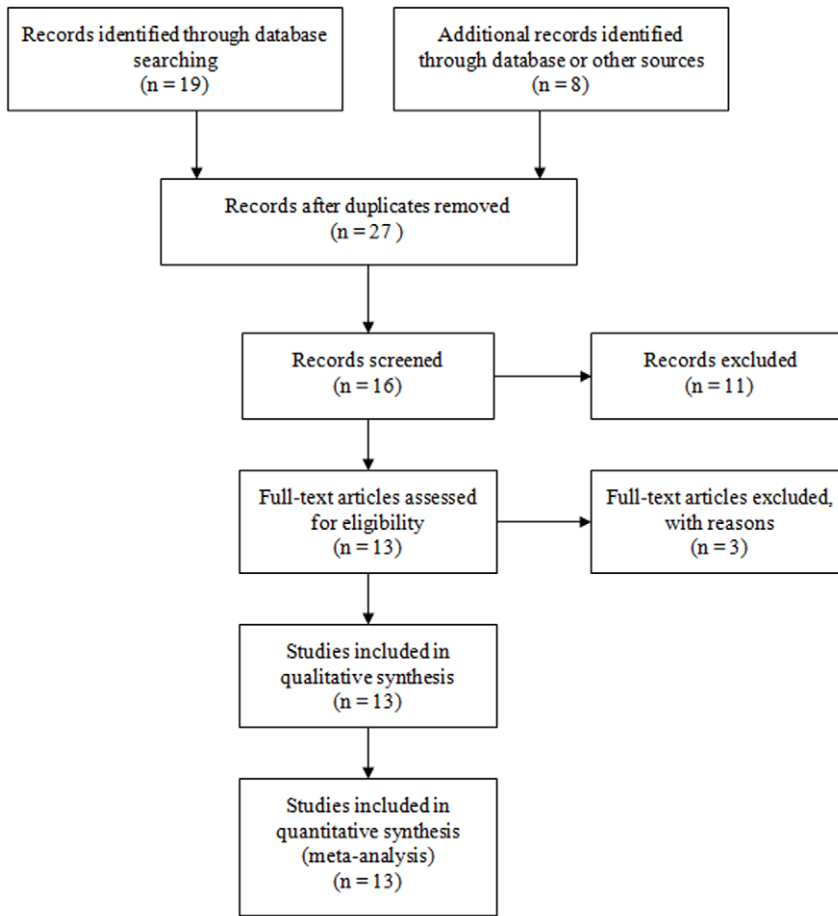 Records identified through database
searching
(n = 19)
Additional records identified
through database or other sources
(n = 8)
Records after duplicates removed
(n = 27 )
Records screened
(n = 16)
Records excluded
(n = 11)
Full-text articles assessed
for eligibility
(n = 13)
Full-text articles excluded,
with reasons
(n = 3)
Studies included in
qualitative synthesis
(n = 13)
Studies included in
quantitative synthesis
(meta-analysis)
(n = 13)